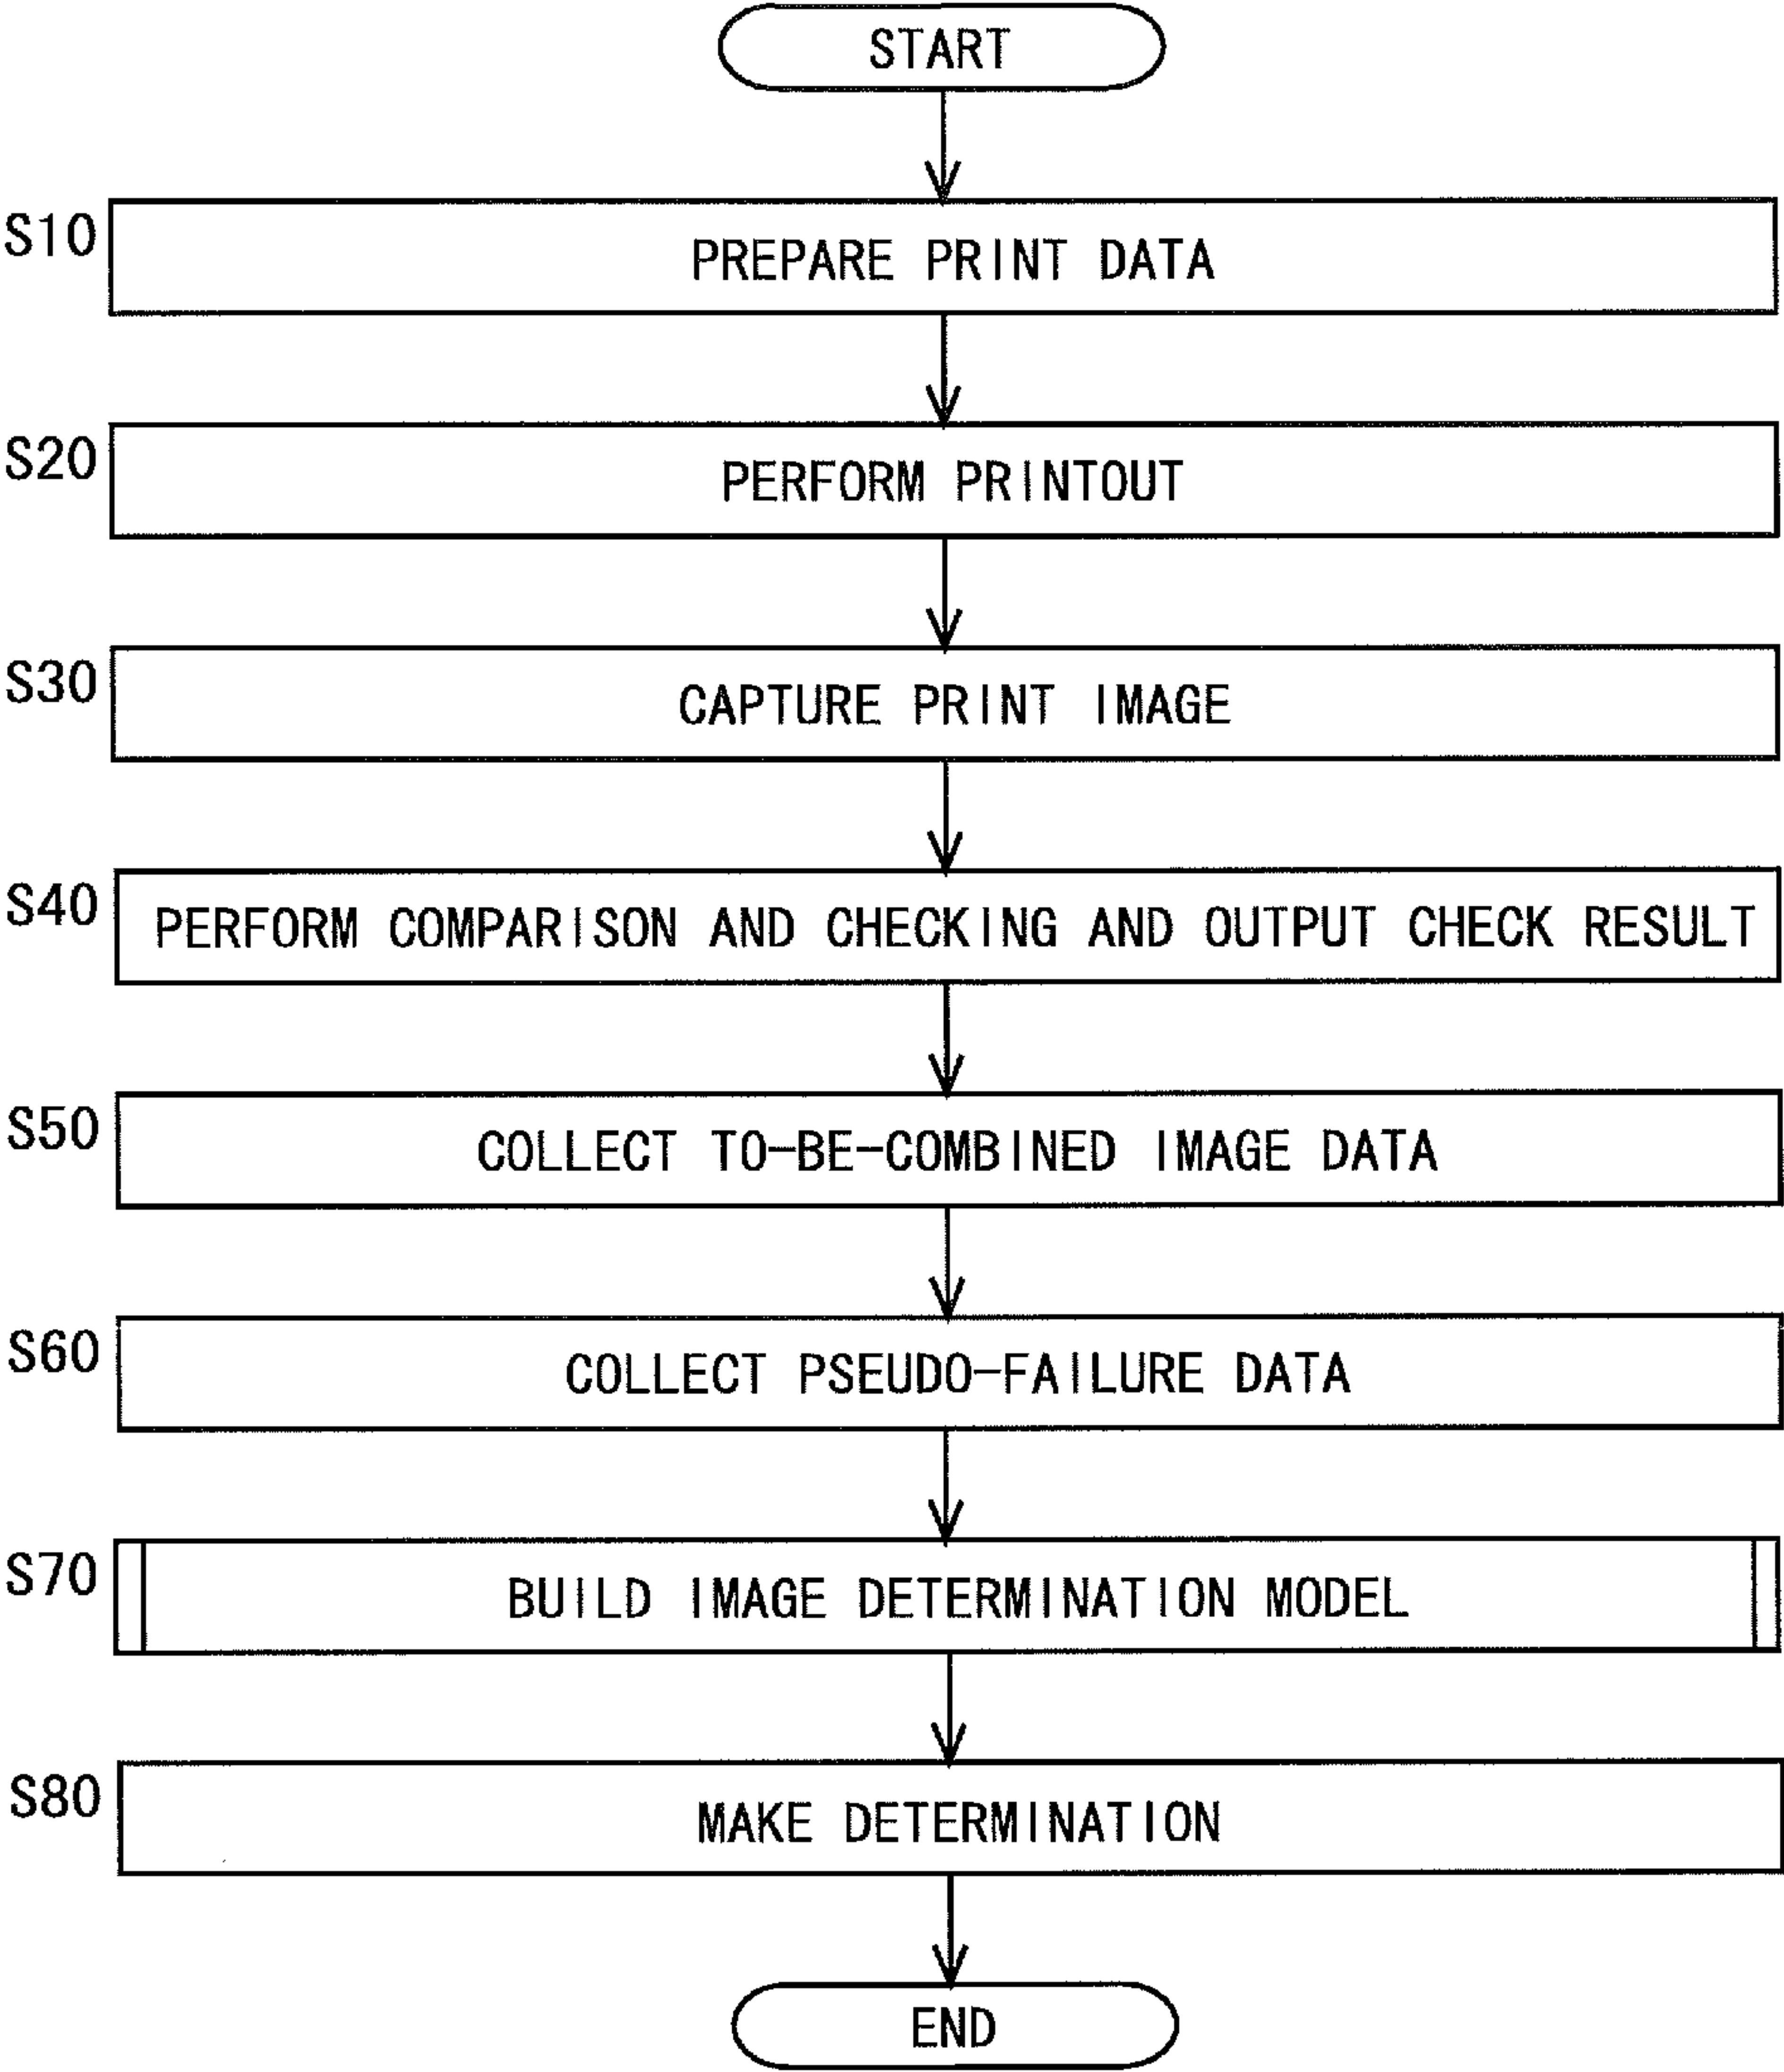 START
S10
PREPARE PRINT DATA
S20
PERFORM PRINTOUT
S30
CAPTURE PRINT IMAGE
S40
PERFORM COMPARISON AND CHECKING AND OUTPUT CHECK RESULT
S50
COLLECT TO-BE-COMBINED IMAGE DATA
S60
COLLECT PSEUDO-FAILURE DATA
S70
BUILD IMAGE DETERMINATION MODEL
S80
MAKE DETERMINATION
END